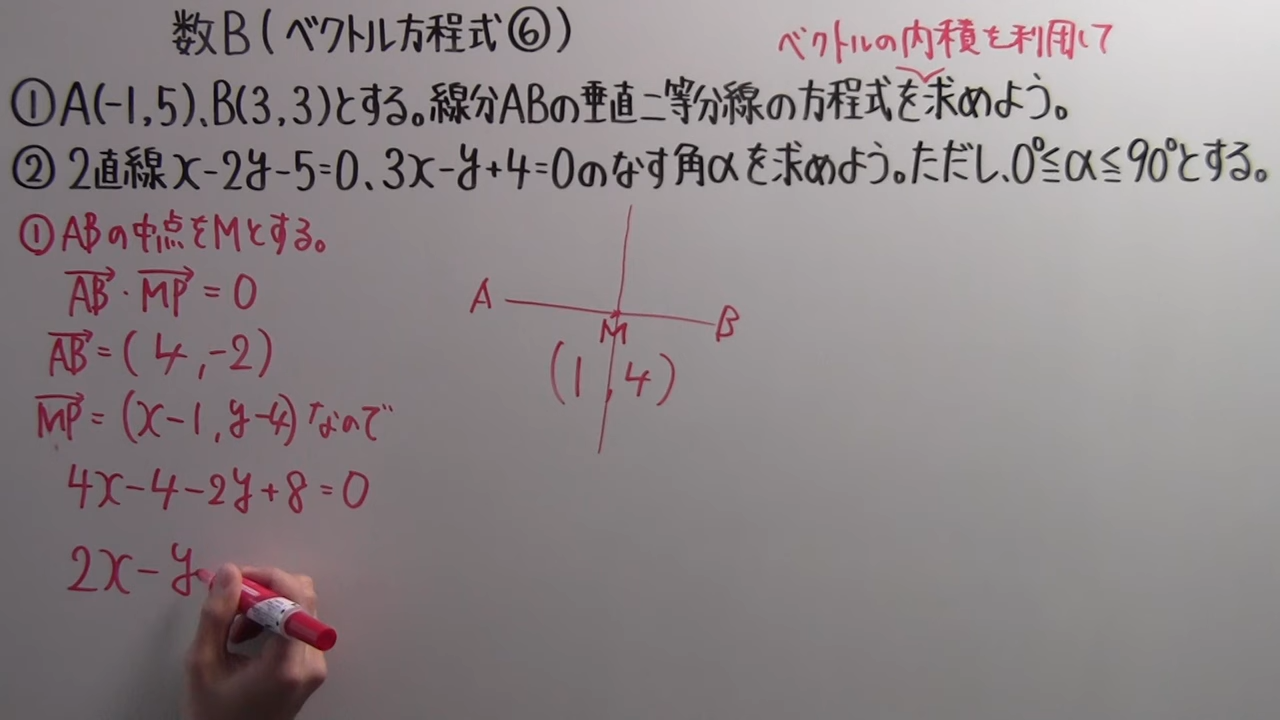 数B(ベクトル方程式⑥)
ベクトルの内積を利用して
①A(-1,5)、B(3,3)とする。線分ABの垂直二等分線の方程式を求めよう。
②2直線x-2y-5=0、3x-y+4=0のなす角αを求めよう。ただし、0°≦α≦90°とする。
①ABの中点をMとする。
\overrightarrow{AB}・\overrightarrow{MP}=0
\overrightarrow{AB}=(4,-2)
\overrightarrow{MP}=(x-1,y-4)なので
4x-4-2y+8=0
2x-y
A
B
M
(1,4)